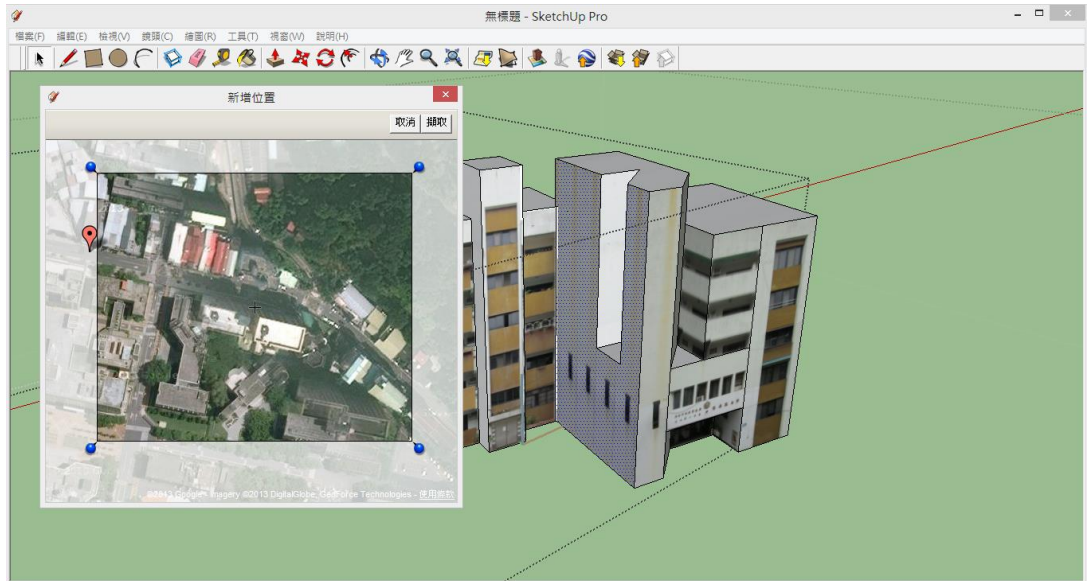 無標題 - SketchUp Pro
檔案(F) 編輯(E) 檢視(V) 鏡頭(C) 繪圖(R) 工具(T) 視窗(W) 說明(H)
新增位置
取消 擷取
©2013 Google - Imagery ©2013 DigitalGlobe, GeoForce Technologies - 使用條款